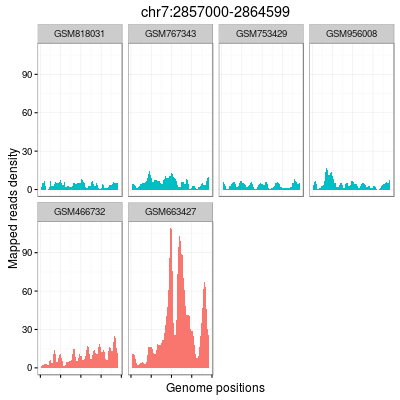 chr7:2857000-2864599
GSM818031 GSM767343 GSM753429 GSM956008
90
60
30
0
GSM466732 GSM663427
90
60
30
0
Mapped reads density
Genome positions